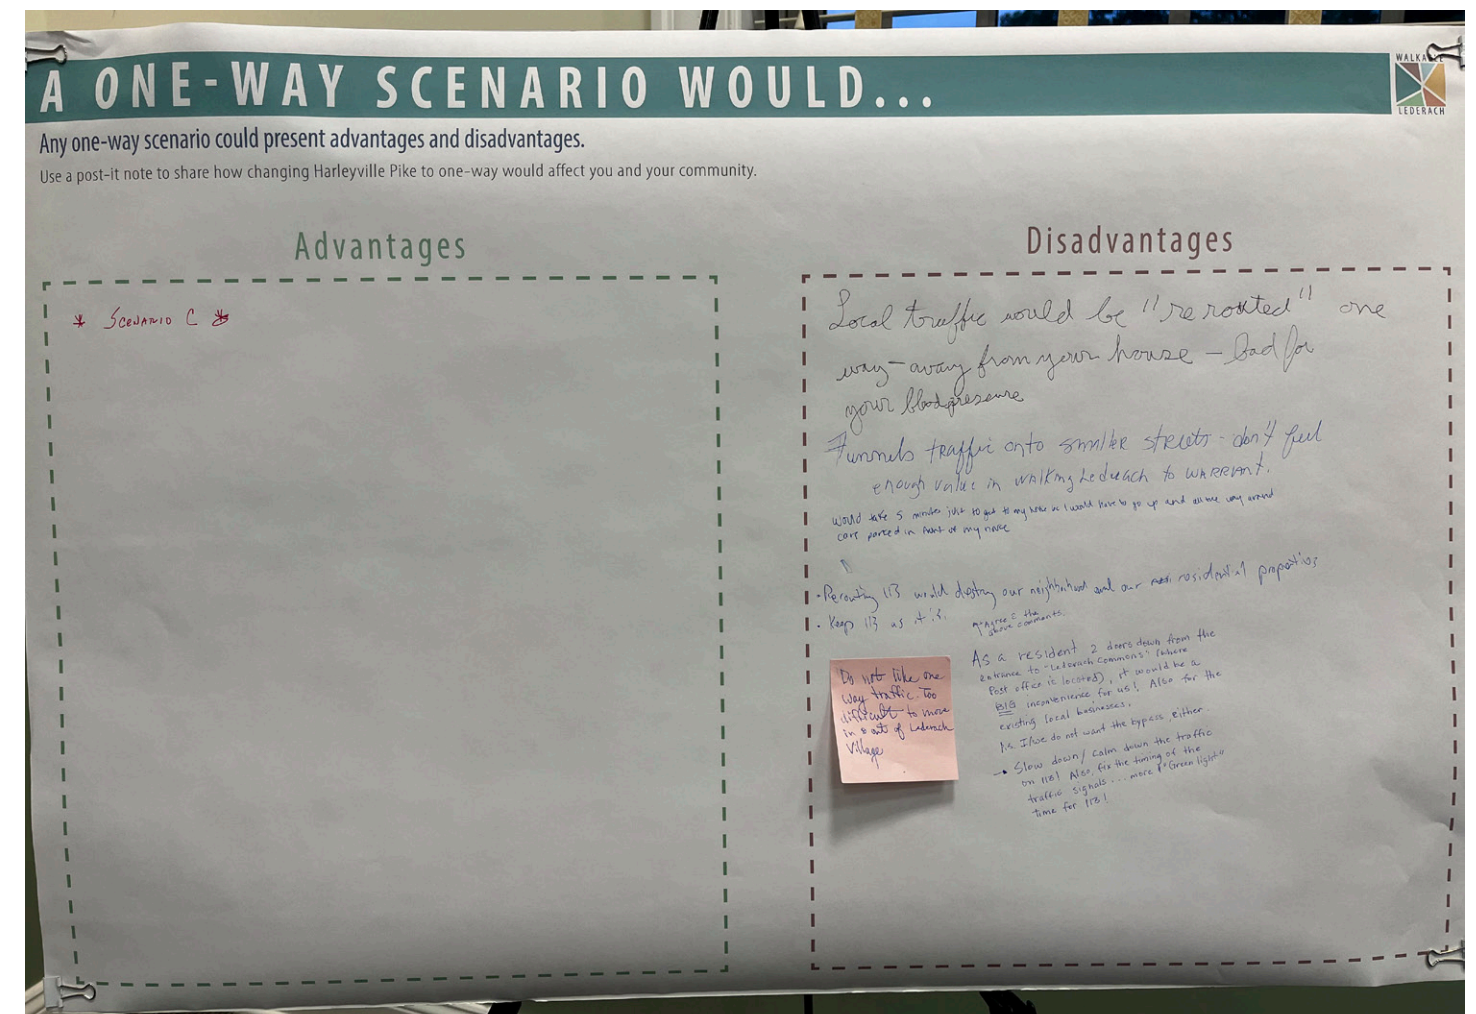 A ONE-WAY SCENARIO WOULD...
WALKABLE
LEDERACH
Any one-way scenario could present advantages and disadvantages.
Use a post-it note to share how changing Harleyville Pike to one-way would affect you and your community.
Advantages
* SCENARIO C *
Disadvantages
Local traffic would be "re routed" one
way - away from your house - bad for
your blood pressure
Funnels traffic onto smaller streets - don't feel
enough value in walking Lederach to WARRANT.
would take 5 minutes just to get to my house bc I would have to go up and all the way around
cars parked in front of my house
• Rerouting 113 would destroy our neighborhood and our residential properties
• Keep 113 as it is.
Agree c the
above comments.
As a resident 2 doors down from the
entrance to "Lederach Commons" (where
Post office is located), it would be a
BIG inconvenience for us! Also for the
existing local businesses.
P.S. I/we do not want the bypass, either.
→ Slow down/calm down the traffic
on 113! Also, fix the timing of the
traffic signals... more "Green light"
time for 113!
Do not like one
way traffic. Too
difficult to move
in & out of Lederach
Village